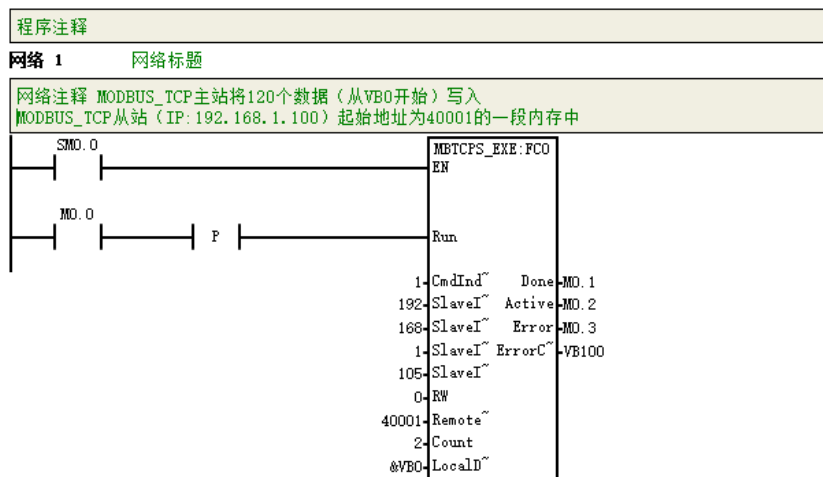 程序注释
网络 1 网络标题
网络注释 MODBUS_TCP主站将120个数据（从VB0开始）写入
MODBUS_TCP从站（IP:192.168.1.100）起始地址为40001的一段内存中
SM0.0
MBTCPS_EXE:FC0
EN
M0.0
P
Run
1 CmdInd~ Done M0.1
192 SlaveI~ Active M0.2
168 SlaveI~ Error M0.3
1 SlaveI~ ErrorC~ VB100
105 SlaveI~
0 RW
40001 Remote~
2 Count
&VB0 LocalD~